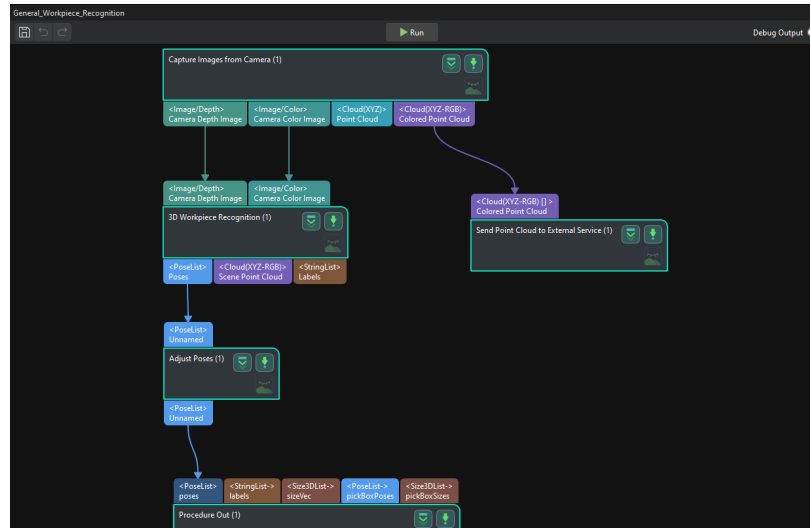 General_Workpiece_Recognition
Run
Debug Output
Capture Images from Camera (1)
<Image/Depth> <Image/Color> <Cloud(XYZ)> <Cloud(XYZ-RGB)>
Camera Depth Image Camera Color Image Point Cloud Colored Point Cloud
<Image/Depth> <Image/Color>
Camera Depth Image Camera Color Image
<Cloud(XYZ-RGB) [] >
Colored Point Cloud
3D Workpiece Recognition (1)
Send Point Cloud to External Service (1)
<PoseList> <Cloud(XYZ-RGB)> <StringList>
Poses Scene Point Cloud Labels
<PoseList>
Unnamed
Adjust Poses (1)
<PoseList>
Unnamed
<PoseList> <StringList-> <Size3DList-> <PoseList-> <Size3DList->
poses labels sizeVec pickBoxPoses pickBoxSizes
Procedure Out (1)